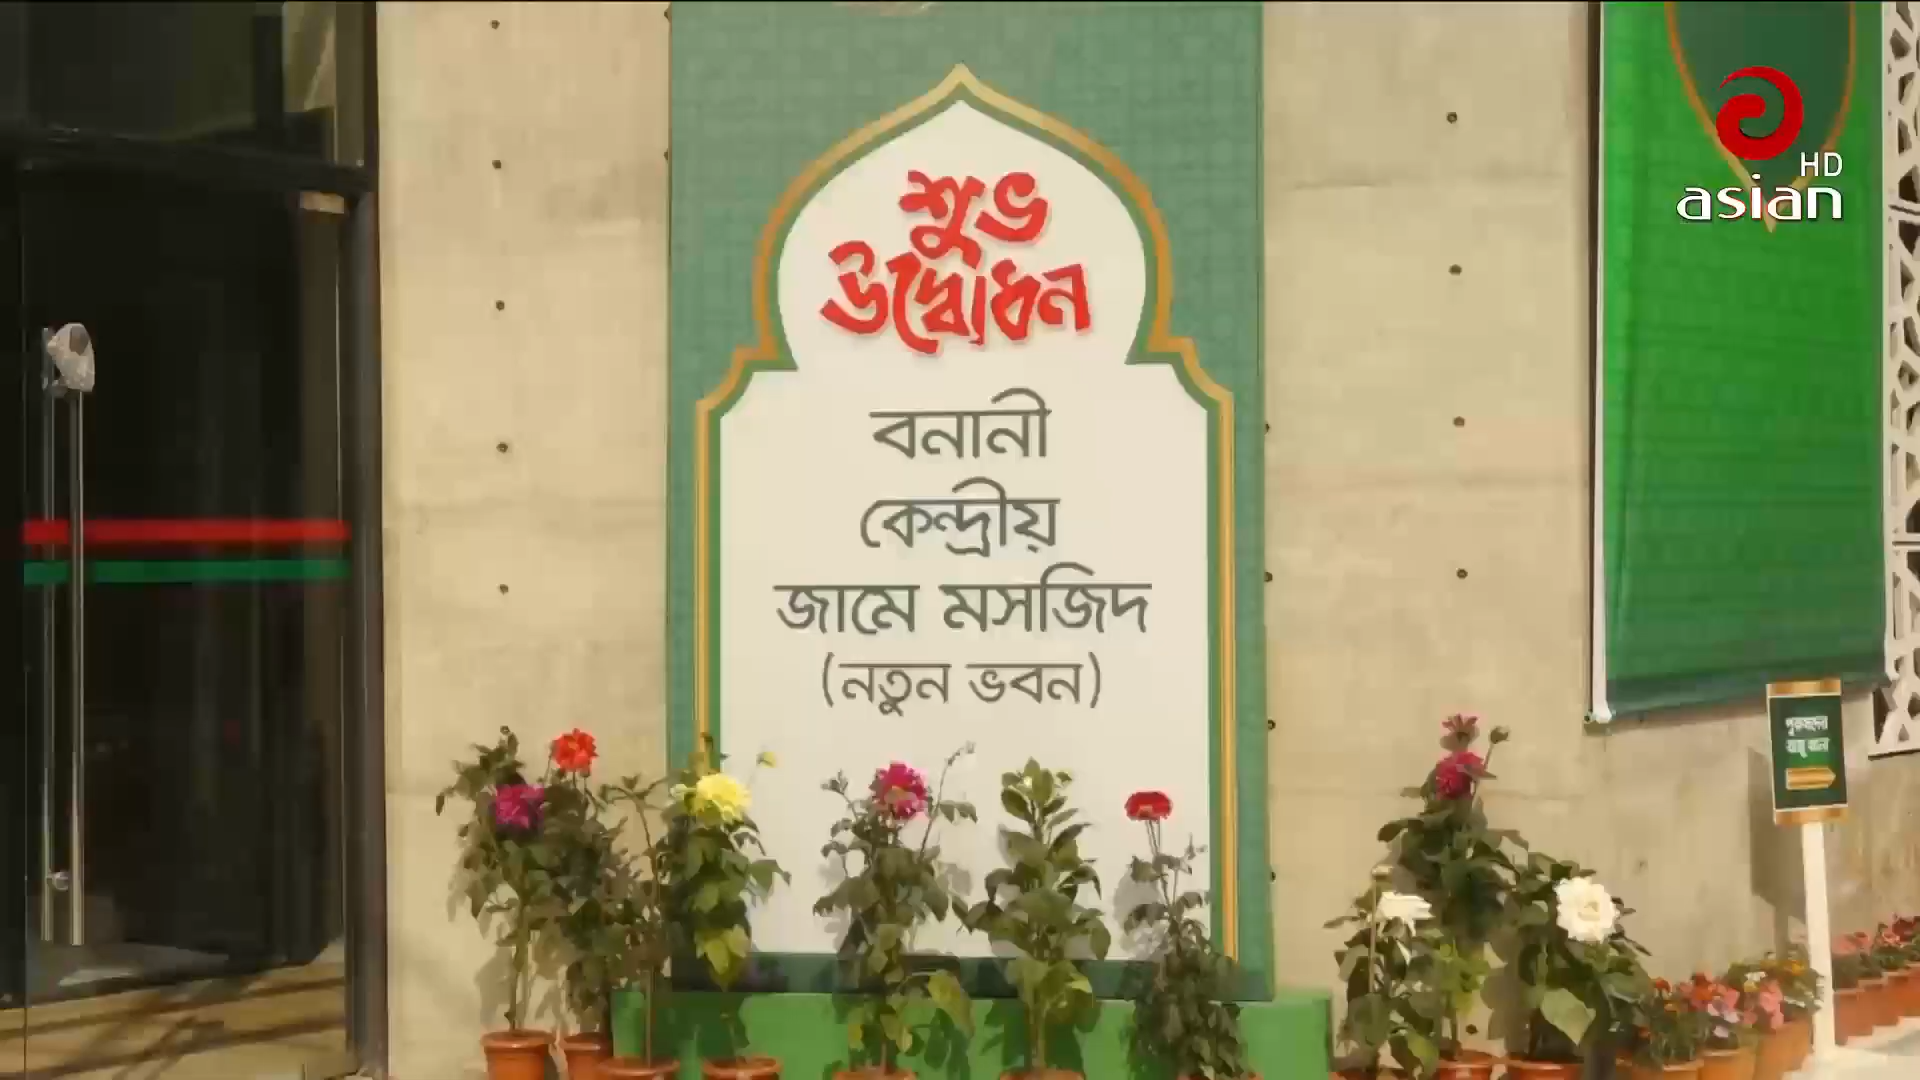 শুভ
উদ্বোধন
বনানী
কেন্দ্রীয়
জামে মসজিদ
(নতুন ভবন)
HD
asian